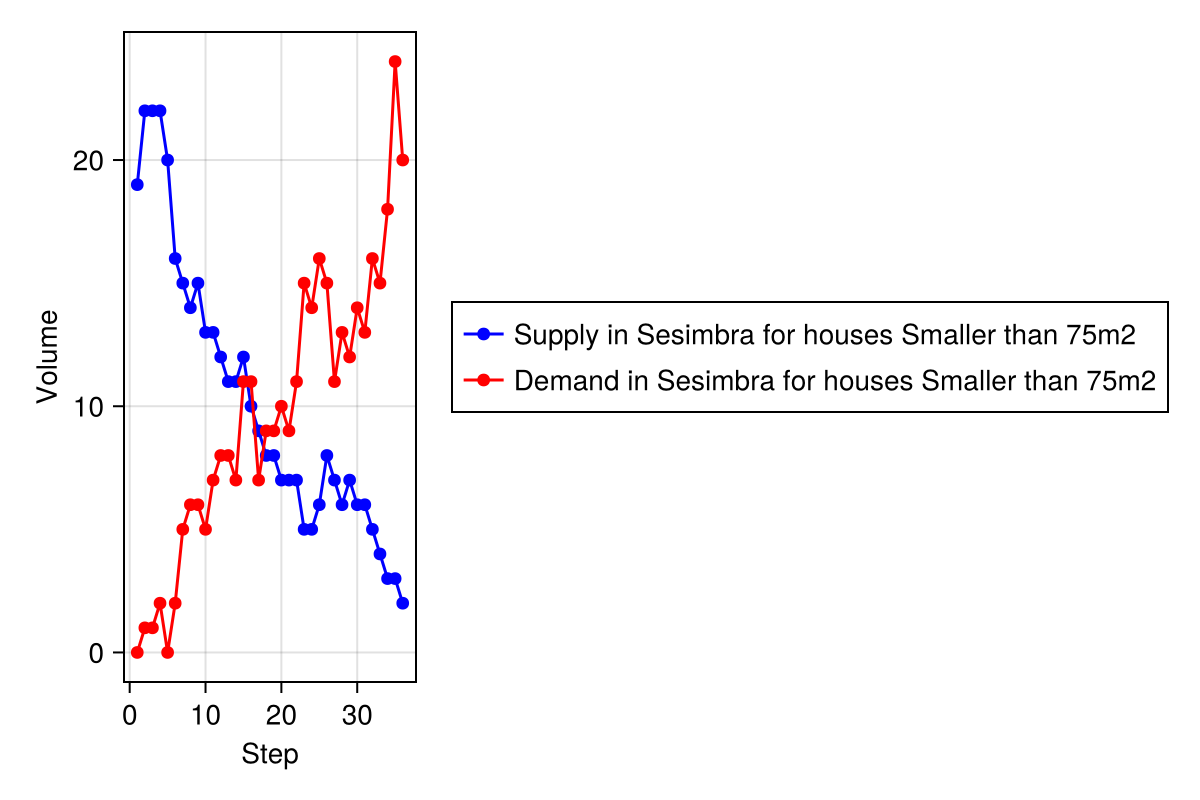 Volume
20
10
0
0 10 20 30
Step
Supply in Sesimbra for houses Smaller than 75m2
Demand in Sesimbra for houses Smaller than 75m2